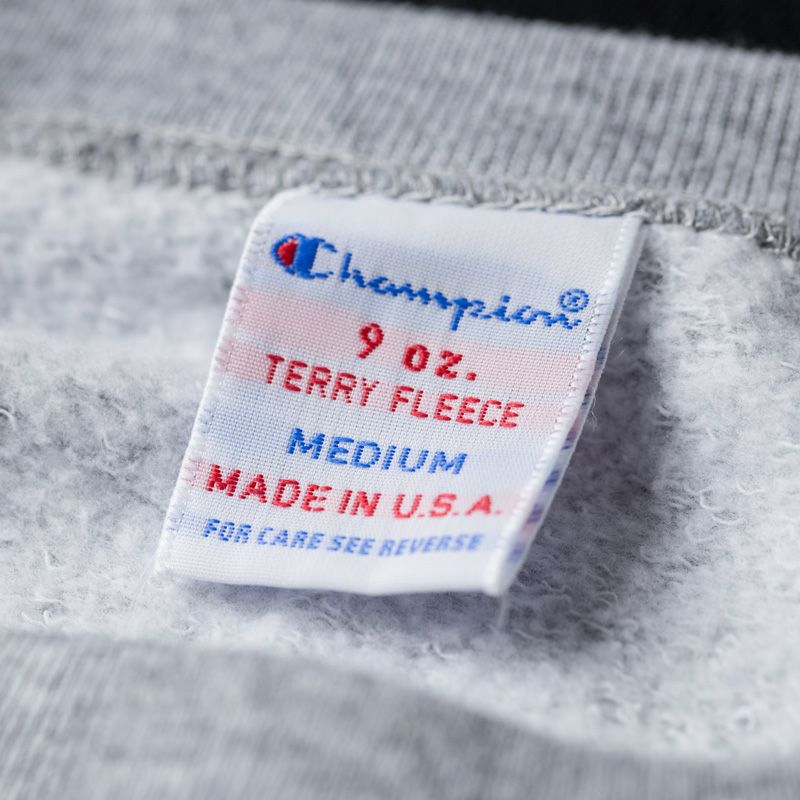 Champion®
9 oz.
TERRY FLEECE
MEDIUM
MADE IN U.S.A.
FOR CARE SEE REVERSE